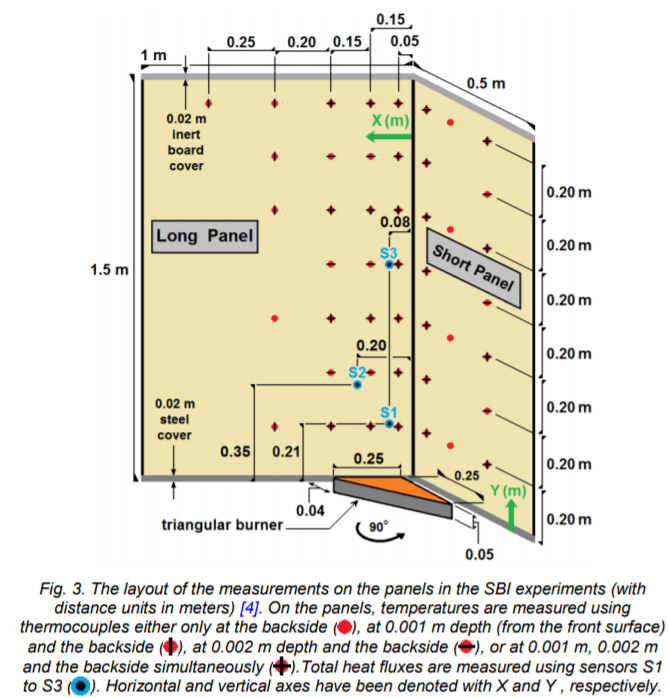 0.15
0.25 0.20 0.15 0.05
1 m
0.5 m
0.02 m
inert
board
cover
X (m)
0.20 m
0.08
Long Panel
S3
Short Panel
0.20 m
1.5 m
0.20 m
0.20
0.20 m
S2
0.02 m
steel
cover
S1
0.20 m
0.35 0.21
0.25
0.25
0.20 m
Y (m)
0.04
0.20 m
triangular burner
90°
0.05
Fig. 3. The layout of the measurements on the panels in the SBI experiments (with
distance units in meters) [4]. On the panels, temperatures are measured using
thermocouples either only at the backside ( ), at 0.001 m depth (from the front surface)
and the backside ( ), at 0.002 m depth and the backside ( ), or at 0.001 m, 0.002 m
and the backside simultaneously ( ).Total heat fluxes are measured using sensors S1
to S3 ( ). Horizontal and vertical axes have been denoted with X and Y , respectively.